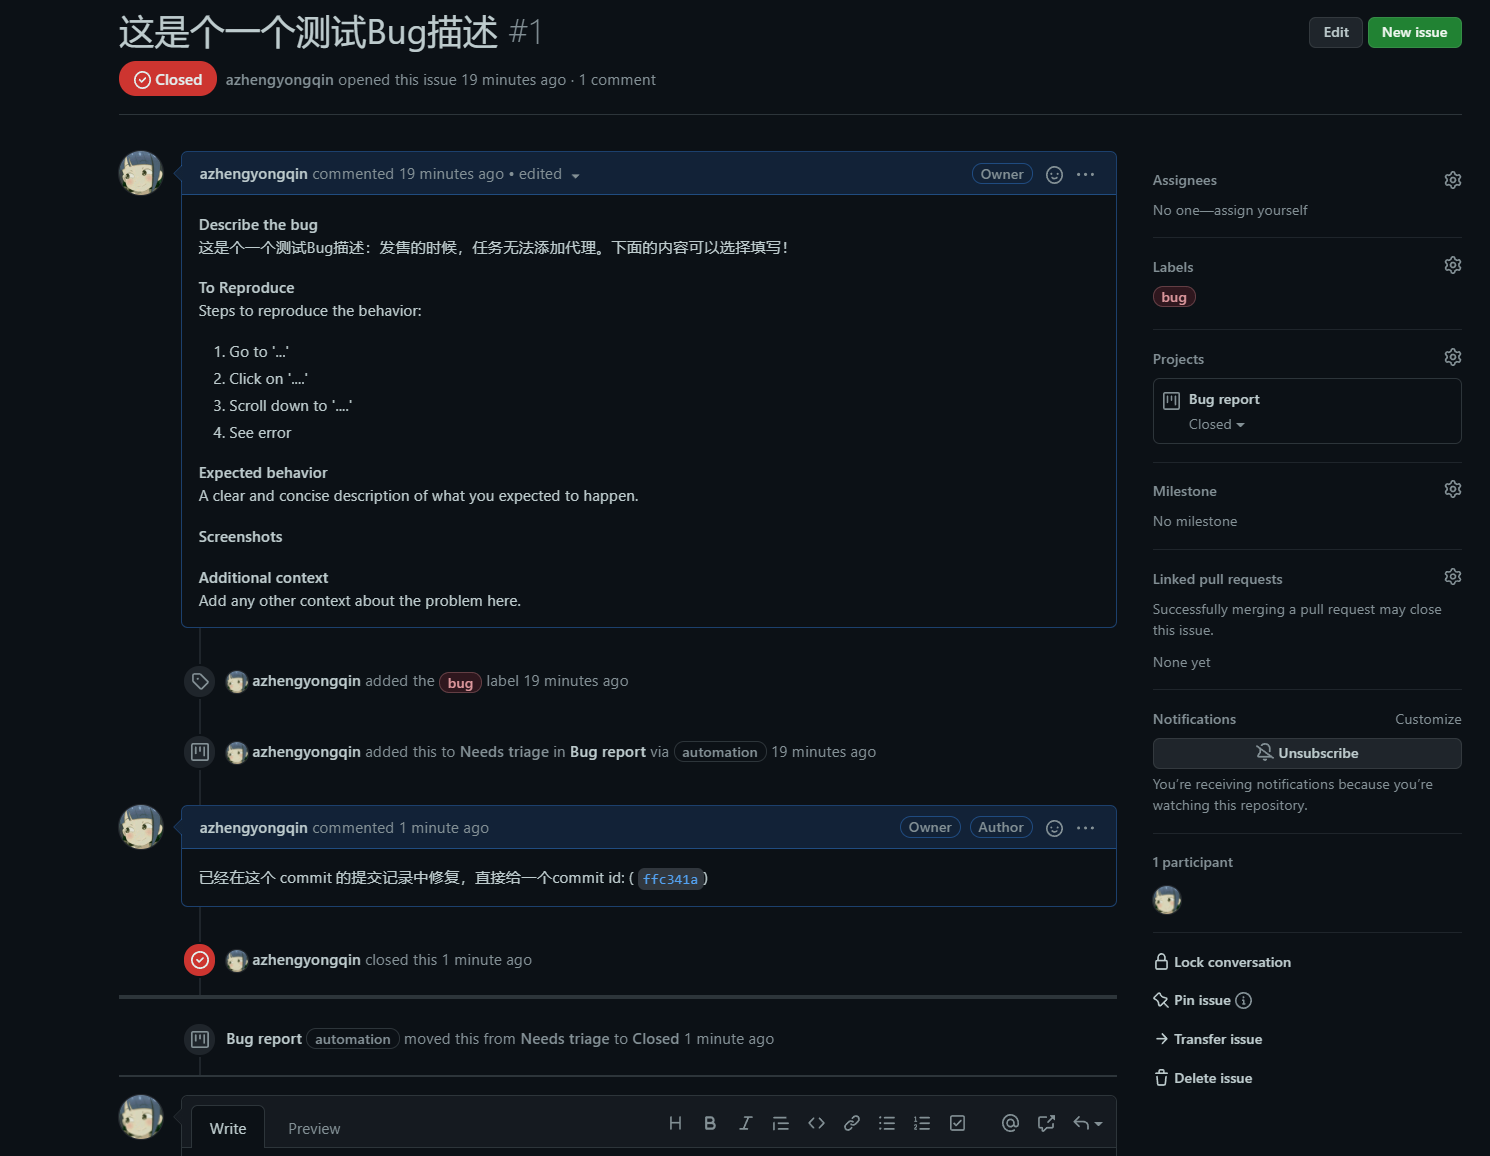 这是个一个测试Bug描述 #1
Edit
New issue
Closed
azhengyongqin opened this issue 19 minutes ago · 1 comment
azhengyongqin commented 19 minutes ago • edited
Owner
Describe the bug
这是个一个测试Bug描述：发售的时候，任务无法添加代理。下面的内容可以选择填写！
To Reproduce
Steps to reproduce the behavior:
1. Go to '...'
2. Click on '....'
3. Scroll down to '....'
4. See error
Expected behavior
A clear and concise description of what you expected to happen.
Screenshots
Additional context
Add any other context about the problem here.
azhengyongqin added the bug label 19 minutes ago
azhengyongqin added this to Needs triage in Bug report via automation 19 minutes ago
azhengyongqin commented 1 minute ago
Owner
Author
已经在这个 commit 的提交记录中修复，直接给一个commit id: ( ffc341a)
azhengyongqin closed this 1 minute ago
Bug report automation moved this from Needs triage to Closed 1 minute ago
Write
Preview
Assignees
No one—assign yourself
Labels
bug
Projects
Bug report
Closed
Milestone
No milestone
Linked pull requests
Successfully merging a pull request may close
this issue.
None yet
Notifications
Customize
Unsubscribe
You're receiving notifications because you're
watching this repository.
1 participant
Lock conversation
Pin issue
Transfer issue
Delete issue